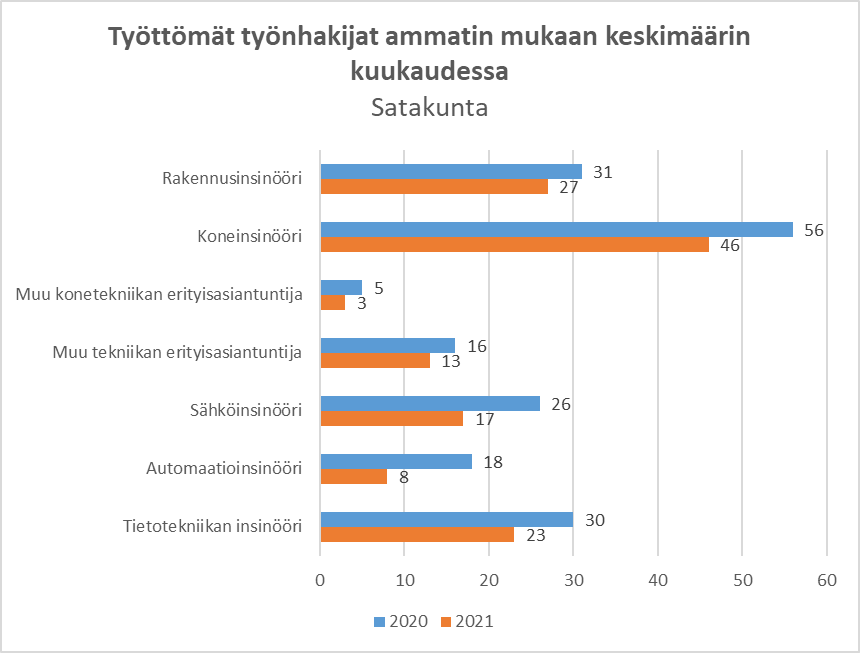 Työttömät työnhakijat ammatin mukaan keskimäärin
kuukaudessa
Satakunta
Rakennusinsinööri
31
27
Koneinsinööri
56
46
Muu konetekniikan erityisasiantuntija
5
3
Muu tekniikan erityisasiantuntija
16
13
Sähköinsinööri
26
17
Automaatioinsinööri
18
8
Tietotekniikan insinööri
30
23
0 10 20 30 40 50 60
2020 2021